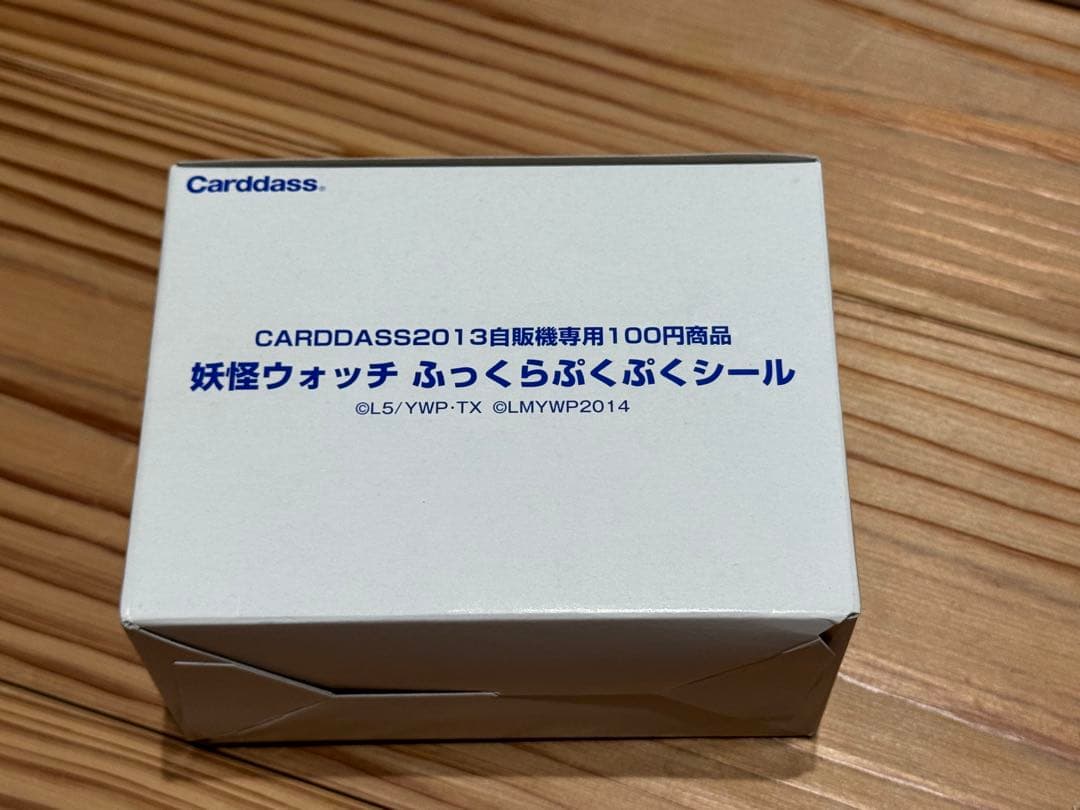 Carddass®
CARDDASS2013自販機専用100円商品
妖怪ウォッチ ふっくらぷくぷくシール
©L5/YWP・TX ©LMYWP2014